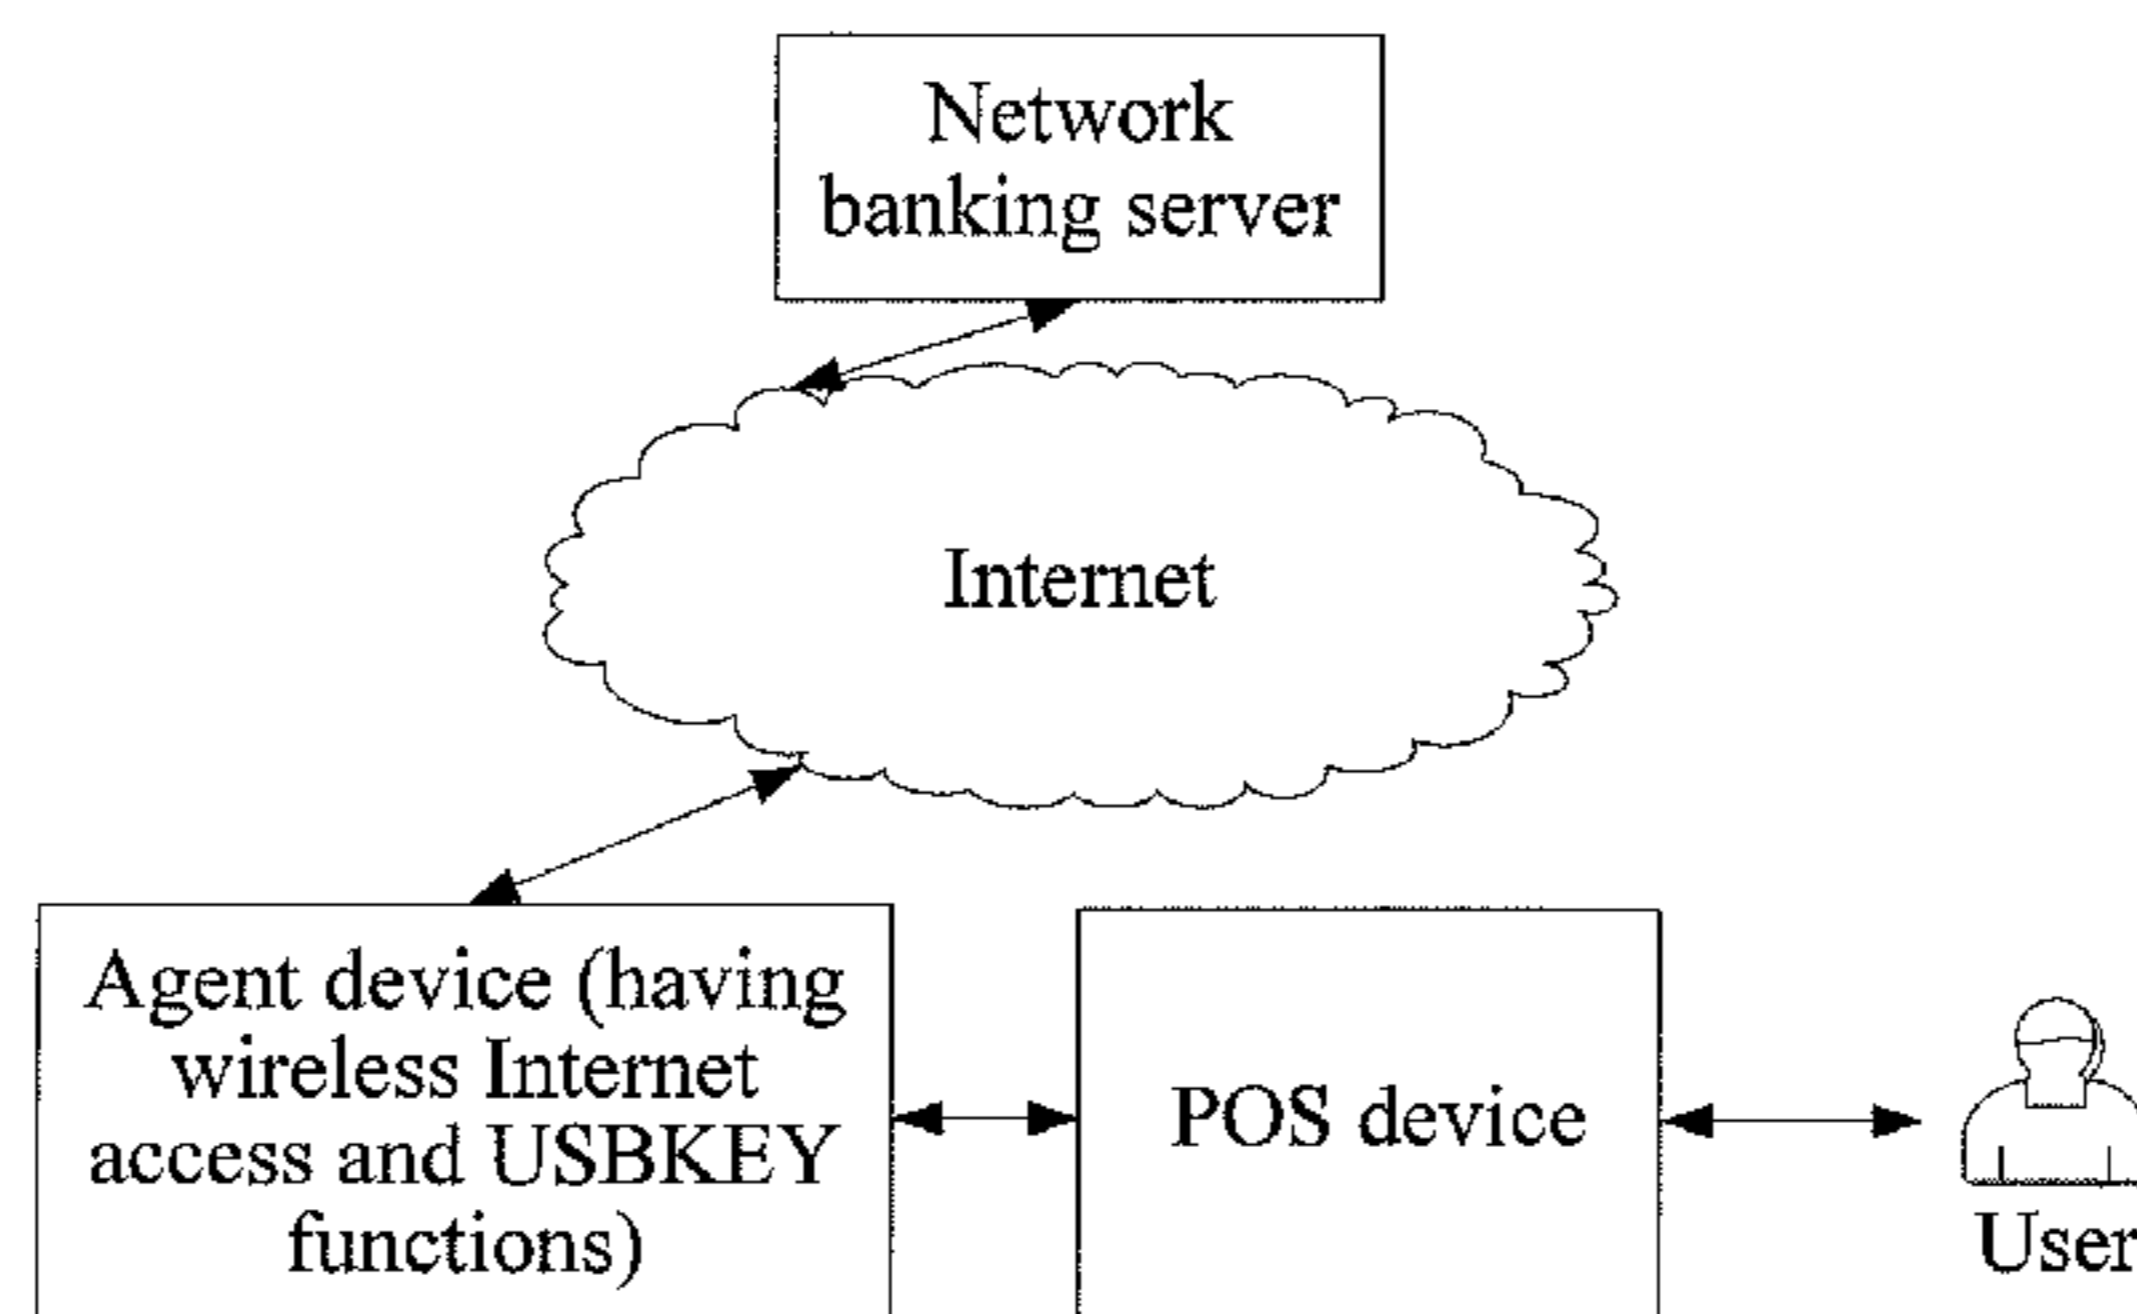 Network
banking server
Internet
Agent device (having
wireless Internet
access and USBKEY
functions)
POS device
User